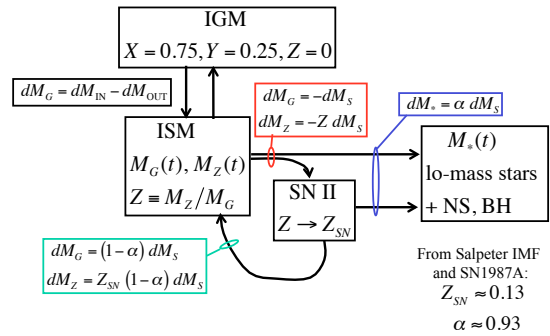 IGM
X = 0.75, Y = 0.25, Z = 0
dM_G = dM_IN − dM_OUT
dM_G = −dM_S
dM_Z = −Z dM_S
dM_* = α dM_S
ISM
M_G(t), M_Z(t)
Z ≡ M_Z/M_G
M_*(t)
lo-mass stars
+ NS, BH
SN II
Z → Z_SN
dM_G = (1−α) dM_S
dM_Z = Z_SN (1−α) dM_S
From Salpeter IMF
and SN1987A:
Z_SN ≈ 0.13
α ≈ 0.93